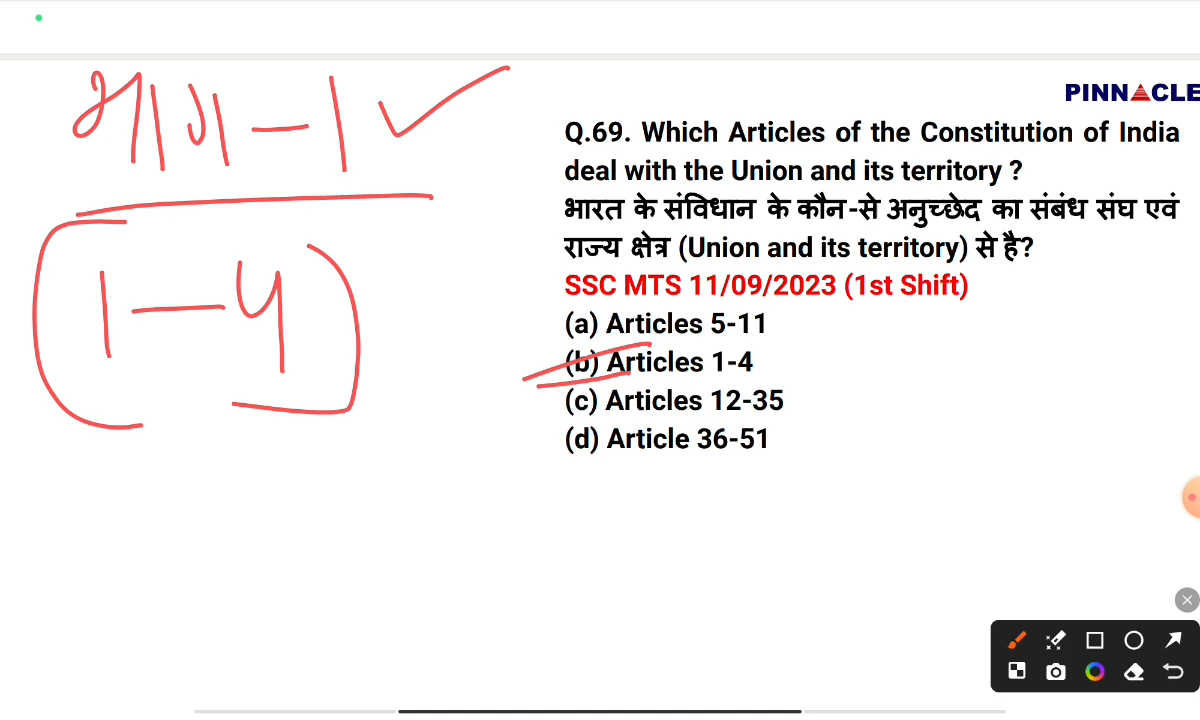 भाग-1
1-4
PINNACLE
Q.69. Which Articles of the Constitution of India
deal with the Union and its territory ?
भारत के संविधान के कौन-से अनुच्छेद का संबंध संघ एवं
राज्य क्षेत्र (Union and its territory) से है?
SSC MTS 11/09/2023 (1st Shift)
(a) Articles 5-11
(b) Articles 1-4
(c) Articles 12-35
(d) Article 36-51